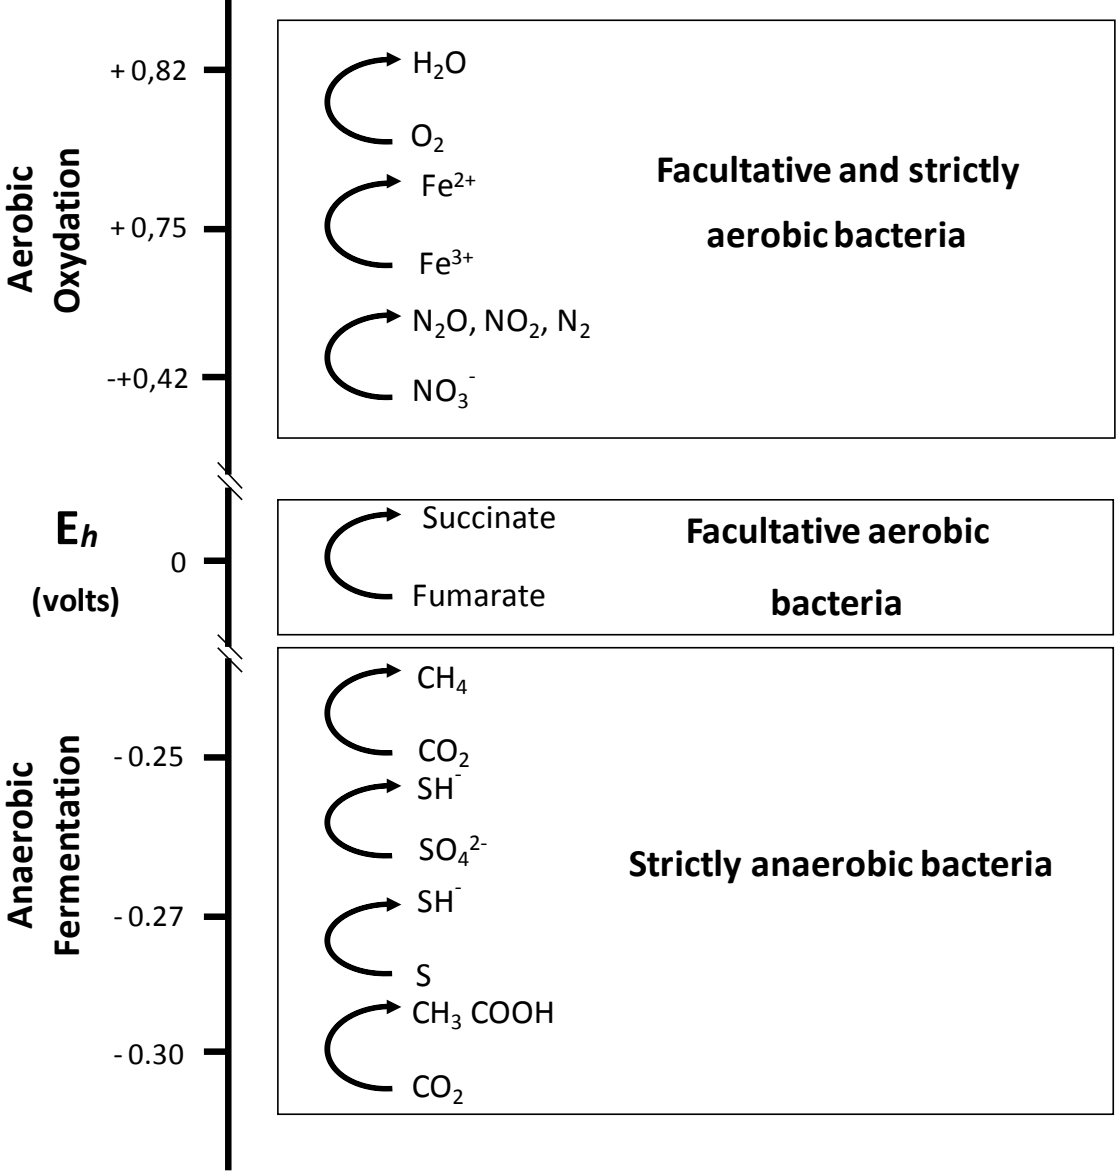 Aerobic
Oxydation
+ 0,82
H₂O
O₂
+ 0,75
Fe²⁺
Fe³⁺
-+0,42
N₂O, NO₂, N₂
NO₃⁻
Facultative and strictly
aerobic bacteria
Eh
(volts)
0
Succinate
Fumarate
Facultative aerobic
bacteria
Anaerobic
Fermentation
- 0.25
CH₄
CO₂
SH⁻
SO₄²⁻
- 0.27
SH⁻
S
- 0.30
CH₃ COOH
CO₂
Strictly anaerobic bacteria